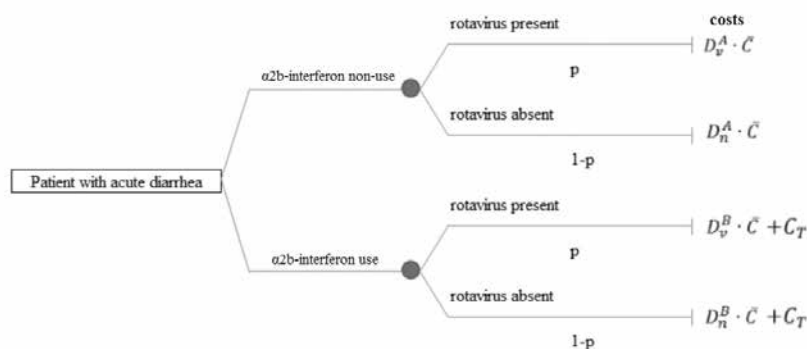 costs
rotavirus present
D_v^A · C̄
p
α2b-interferon non-use
rotavirus absent
D_n^A · C̄
1-p
Patient with acute diarrhea
rotavirus present
D_v^B · C̄ + C_T
p
α2b-interferon use
rotavirus absent
D_n^B · C̄ + C_T
1-p